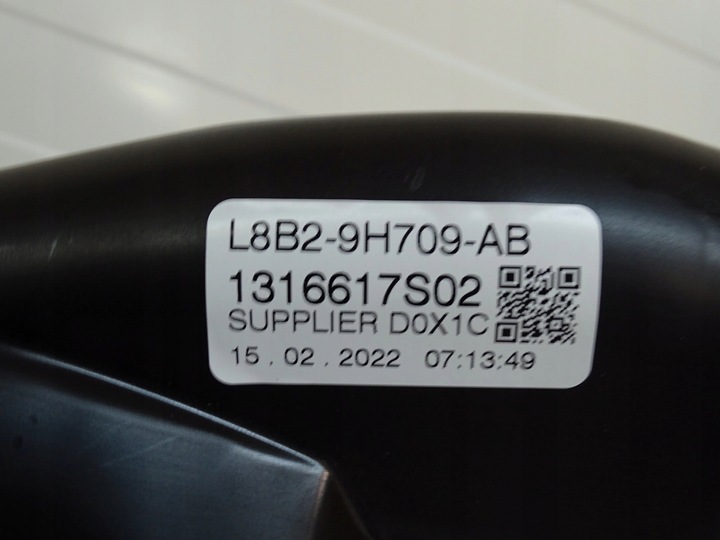 L8B2-9H709-AB
1316617S02
SUPPLIER D0X1C
15 . 02 . 2022 07:13:49